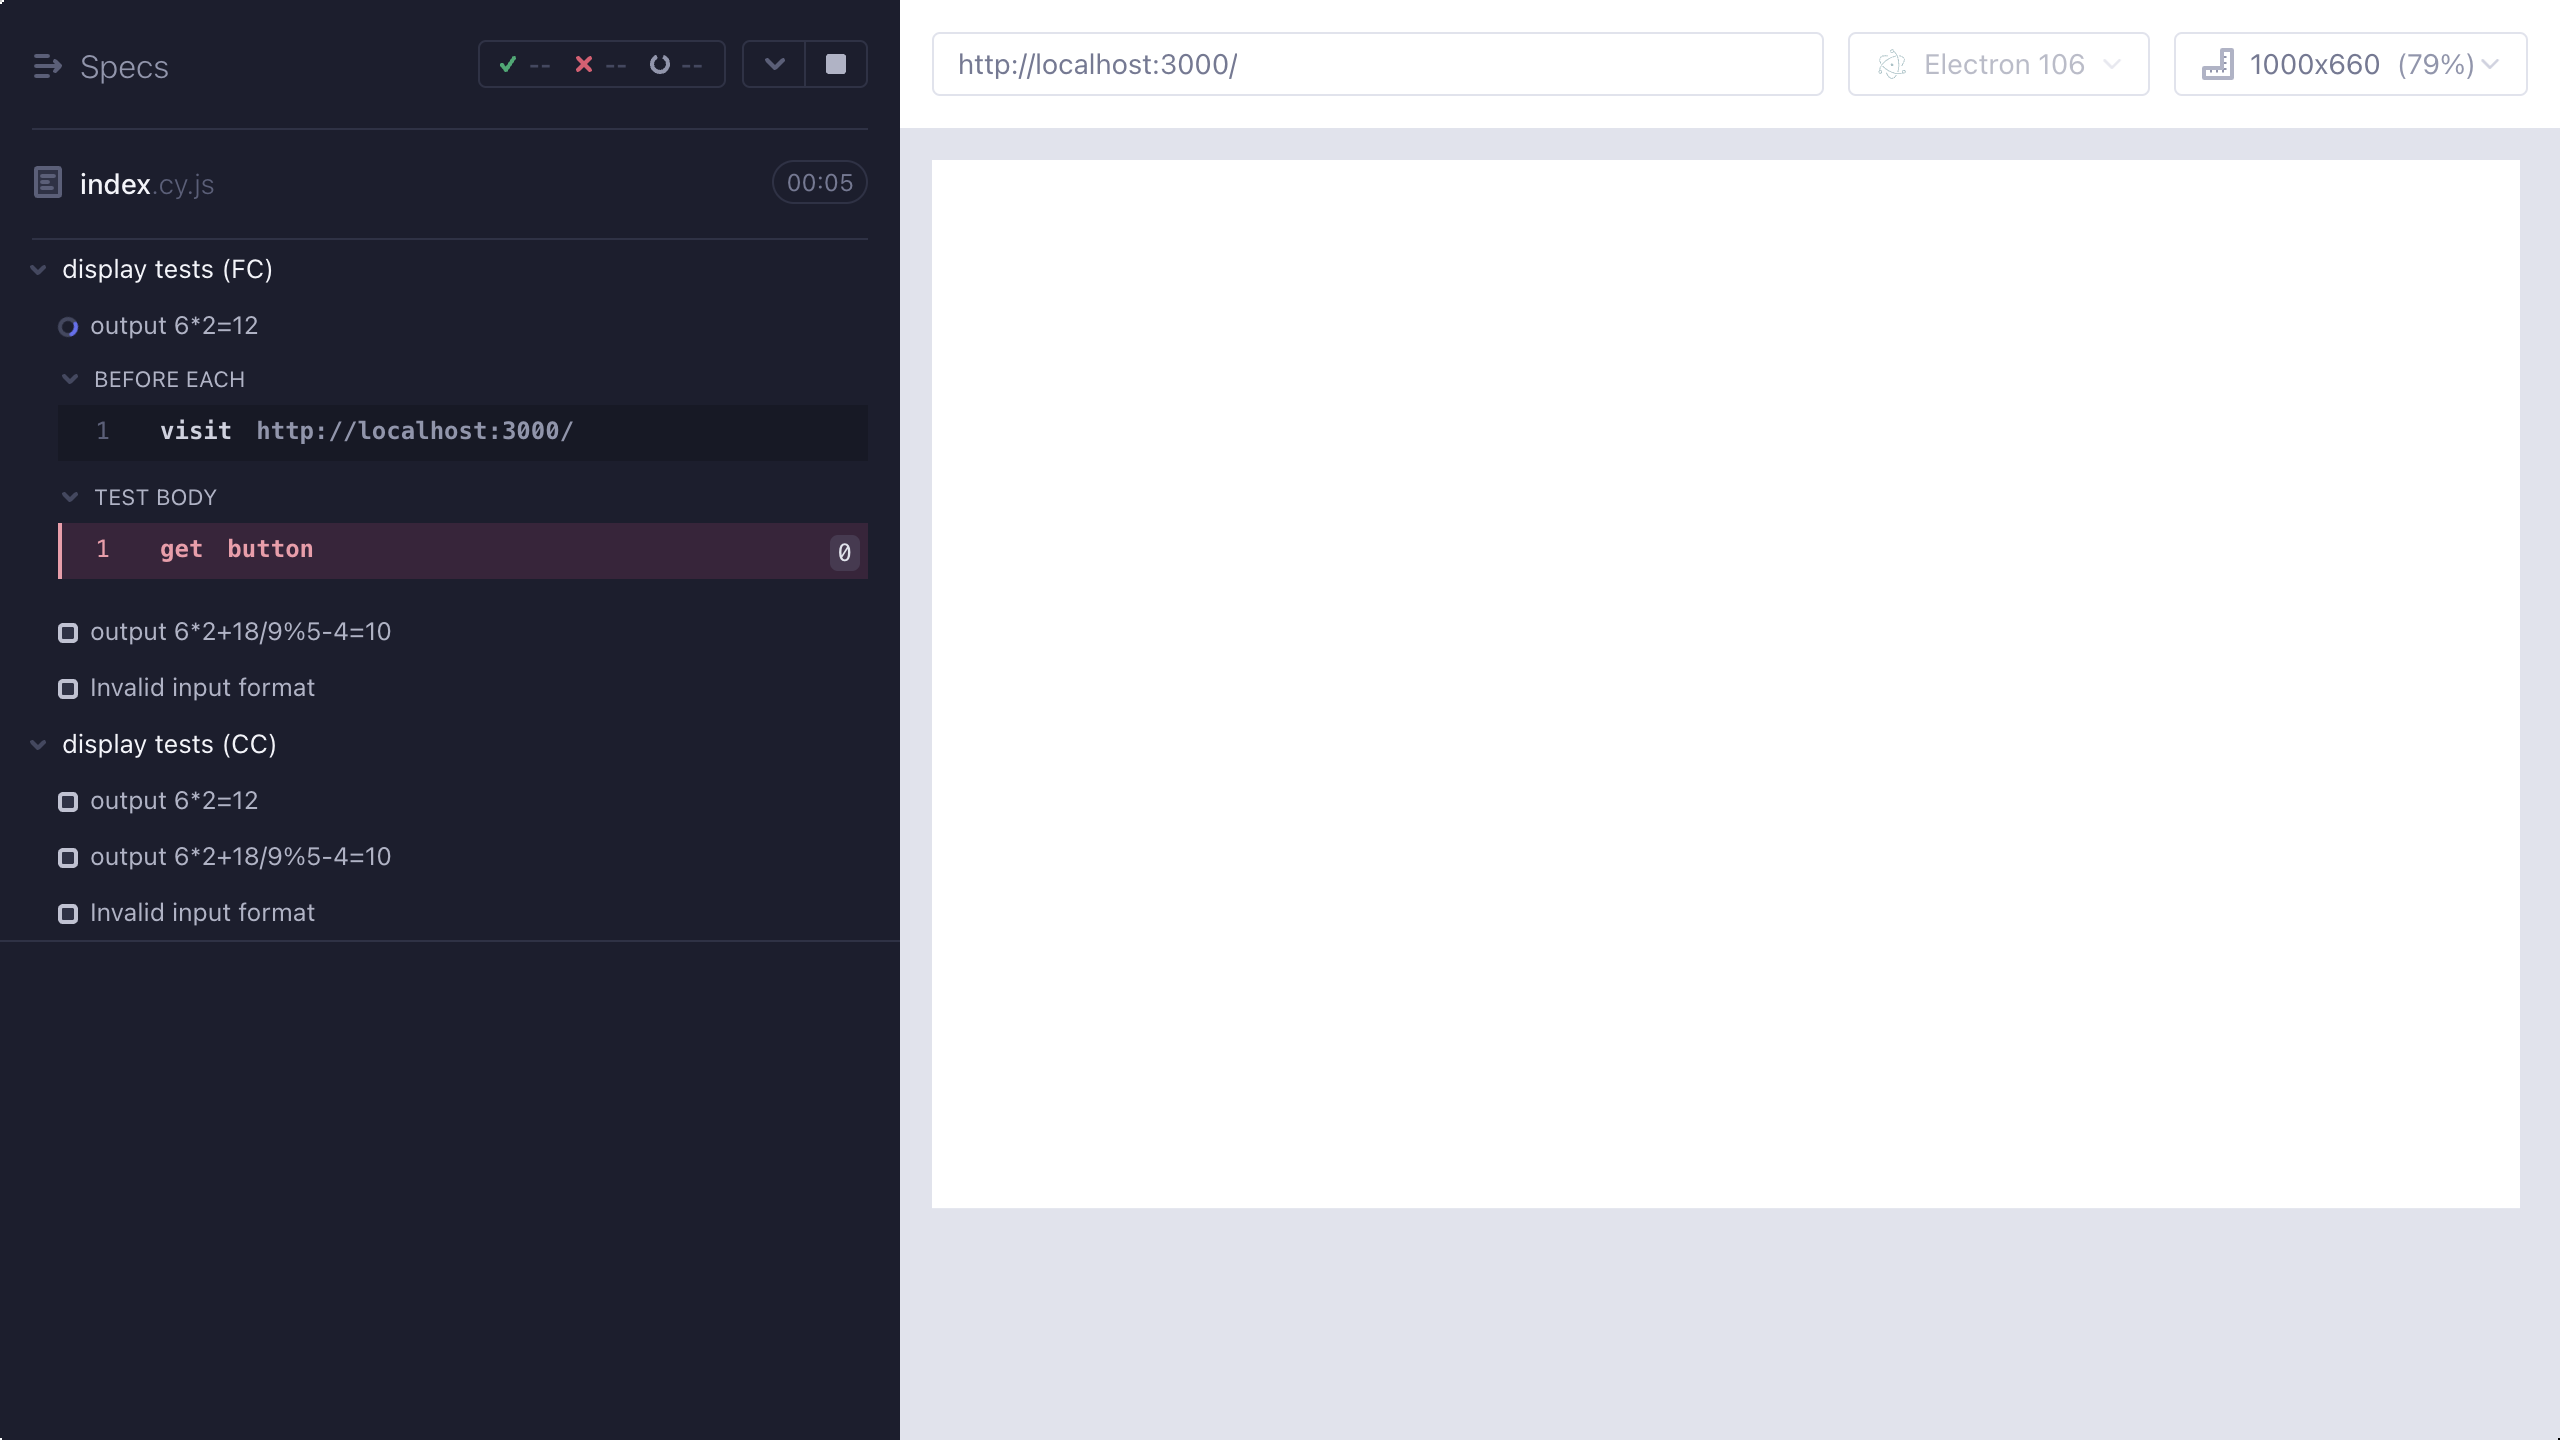 Specs
-- -- --
index.cy.js 00:05
display tests (FC)
output 6*2=12
BEFORE EACH
1 visit http://localhost:3000/
TEST BODY
1 get button 0
output 6*2+18/9%5-4=10
Invalid input format
display tests (CC)
output 6*2=12
output 6*2+18/9%5-4=10
Invalid input format
http://localhost:3000/
Electron 106
1000x660 (79%)